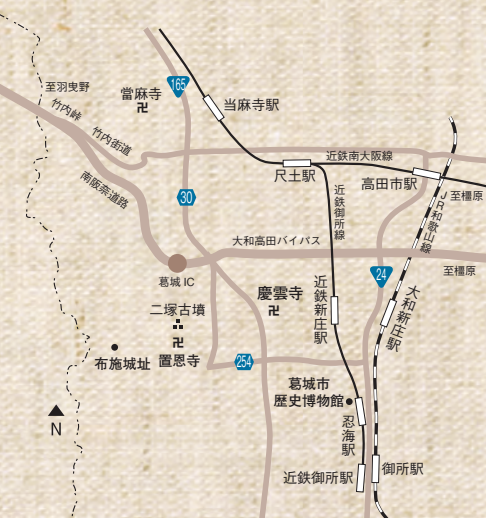 至羽曳野
165
當麻寺
当麻寺駅
竹内峠
竹内街道
近鉄南大阪線
尺土駅
高田市駅
至橿原
南阪奈道路
30
近鉄御所線
JR和歌山線
大和高田バイパス
至橿原
葛城IC
24
慶雲寺
近鉄新庄駅
大和新庄駅
二塚古墳
布施城址
置恩寺
254
葛城市
歴史博物館
忍海駅
N
近鉄御所駅
御所駅